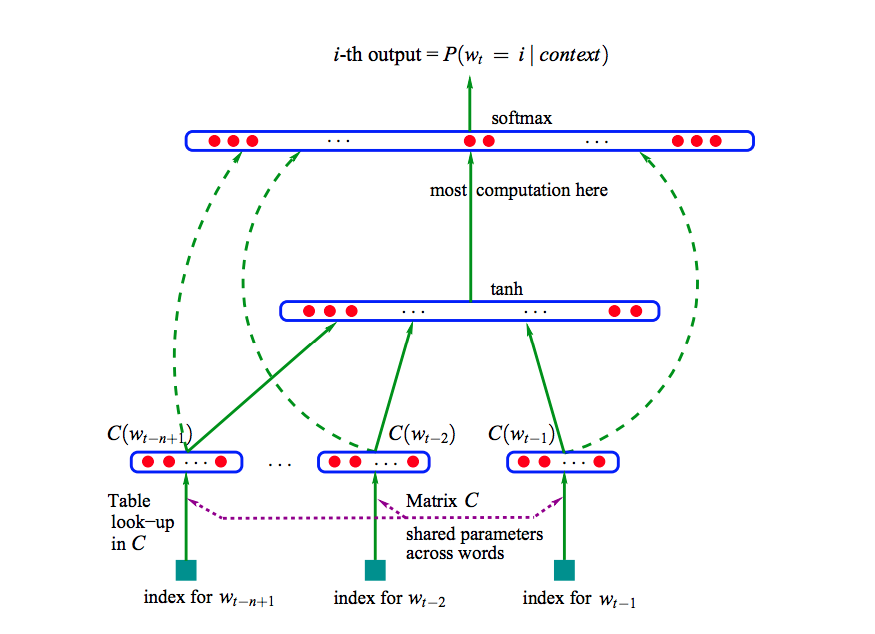 i-th output = P(w_t = i | context)
softmax
... ...
most computation here
tanh
... ...
C(w_{t−n+1}) C(w_{t−2}) C(w_{t−1})
... ... ... ...
Table
look−up
in C
Matrix C
shared parameters
across words
index for w_{t−n+1} index for w_{t−2} index for w_{t−1}